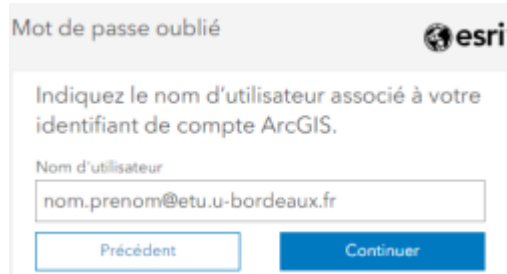 Mot de passe oublié
esri
Indiquez le nom d'utilisateur associé à votre
identifiant de compte ArcGIS.
Nom d'utilisateur
nom.prenom@etu.u-bordeaux.fr
Précédent
Continuer